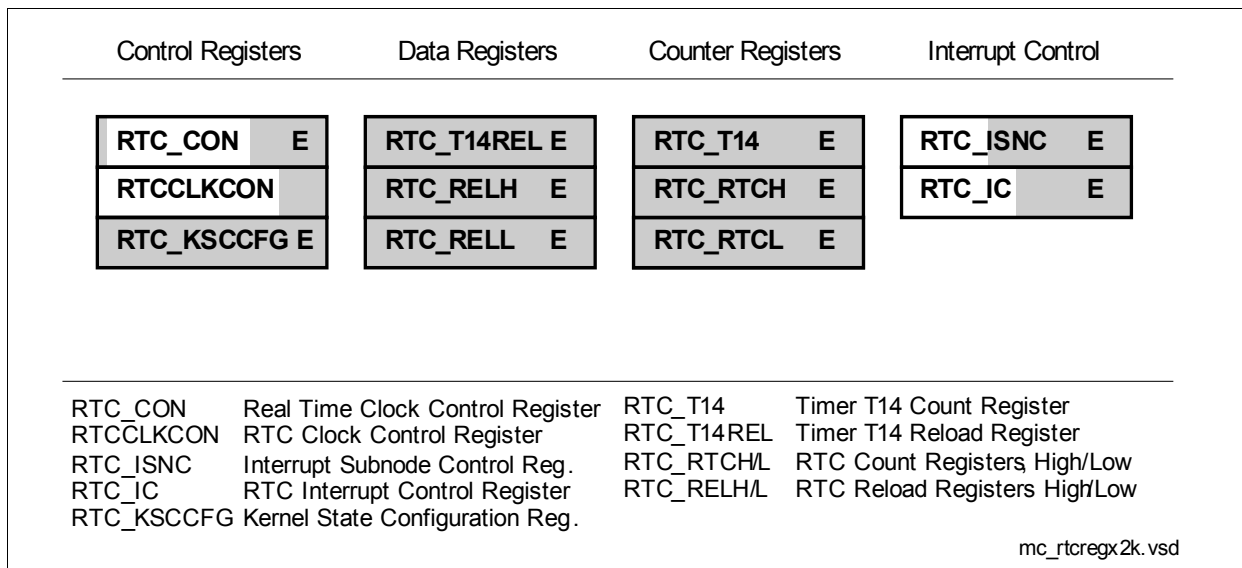 Control Registers Data Registers Counter Registers Interrupt Control
RTC_CON E RTC_T14REL E RTC_T14 E RTC_ISNC E
RTCCLKCON RTC_RELH E RTC_RTCH E RTC_IC E
RTC_KSCCFG E RTC_RELL E RTC_RTCL E
RTC_CON Real Time Clock Control Register RTC_T14 Timer T14 Count Register
RTCCLKCON RTC Clock Control Register RTC_T14REL Timer T14 Reload Register
RTC_ISNC Interrupt Subnode Control Reg. RTC_RTCH/L RTC Count Registers, High/Low
RTC_IC RTC Interrupt Control Register RTC_RELH/L RTC Reload Registers High/Low
RTC_KSCCFG Kernel State Configuration Reg.
mc_rtcregx2k.vsd